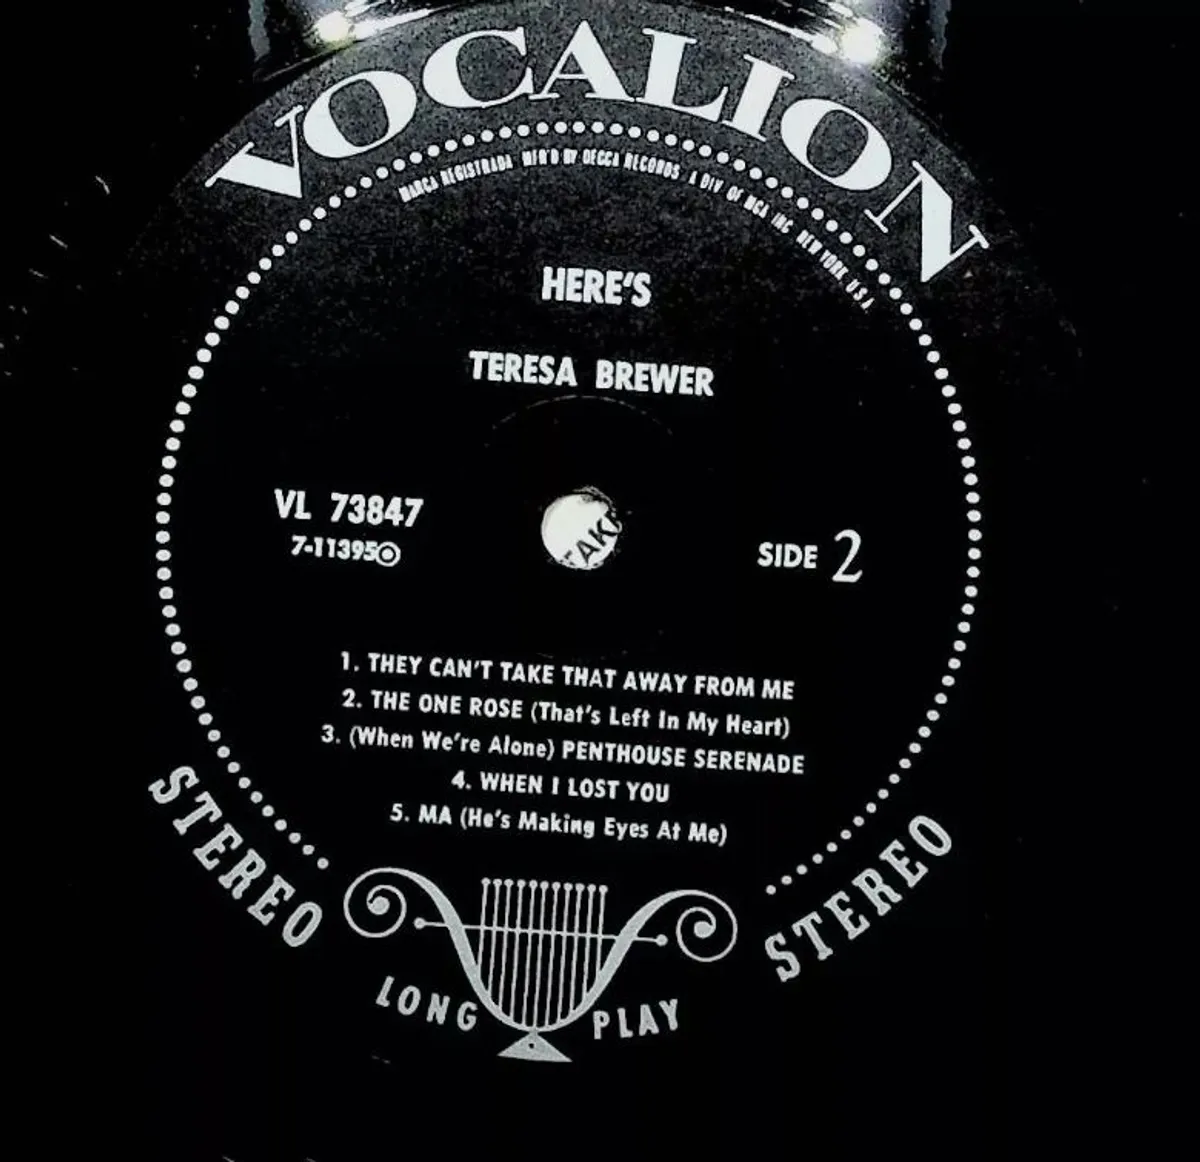 VOCALION
MARCA REGISTRADA MFR'D BY DECCA RECORDS A DIV OF MCA INC NEW YORK U S A
HERE'S
TERESA BREWER
VL 73847
7-11395
SIDE 2
1. THEY CAN'T TAKE THAT AWAY FROM ME
2. THE ONE ROSE (That's Left In My Heart)
3. (When We're Alone) PENTHOUSE SERENADE
4. WHEN I LOST YOU
5. MA (He's Making Eyes At Me)
STEREO
STEREO
LONG PLAY